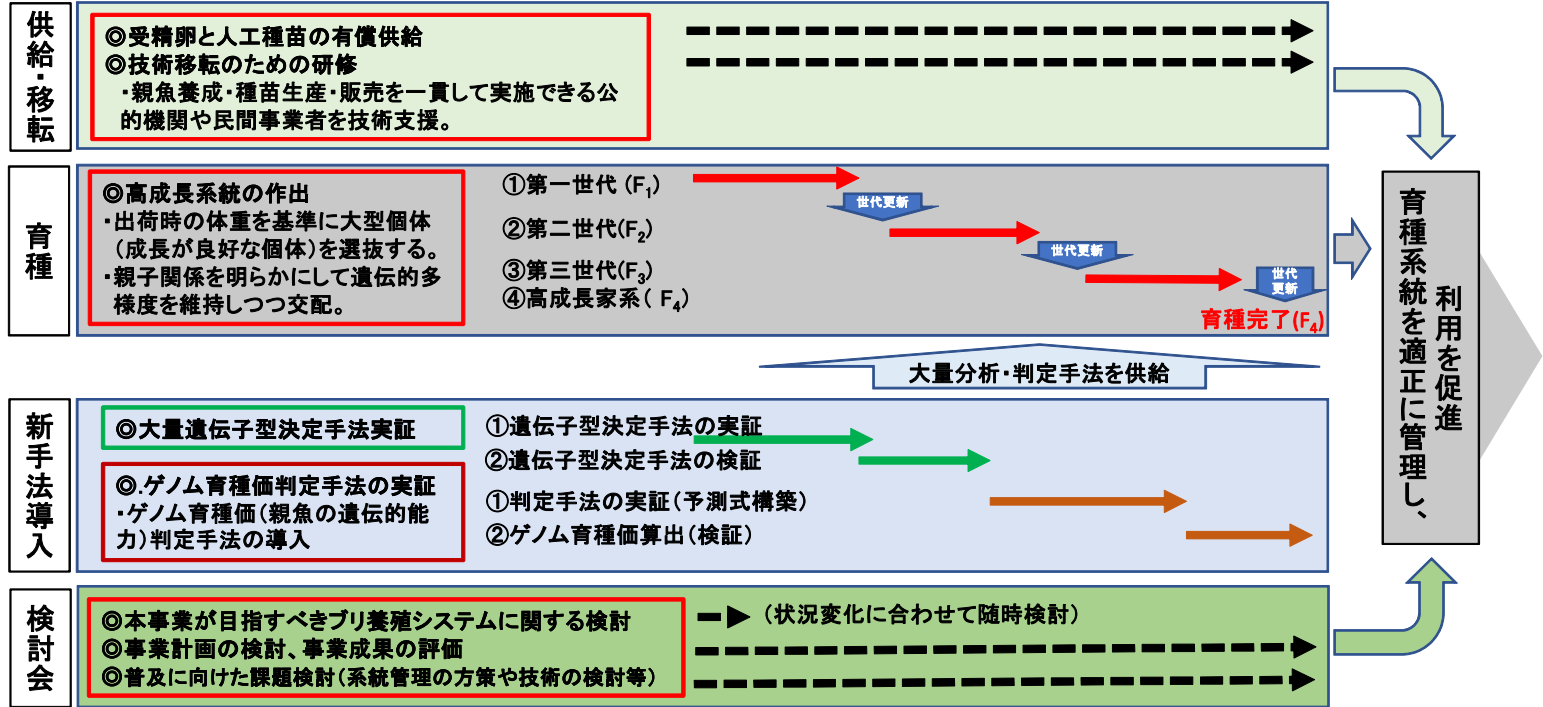 供給・移転
◎受精卵と人工種苗の有償供給
◎技術移転のための研修
・親魚養成・種苗生産・販売を一貫して実施できる公
的機関や民間事業者を技術支援。
育種
◎高成長系統の作出
・出荷時の体重を基準に大型個体
（成長が良好な個体）を選抜する。
・親子関係を明らかにして遺伝的多
様度を維持しつつ交配。
①第一世代（F₁）
世代更新
②第二世代(F₂)
世代更新
③第三世代(F₃)
世代
更新
④高成長家系（ F₄）
育種完了(F₄)
大量分析・判定手法を供給
新手法導入
◎大量遺伝子型決定手法実証
①遺伝子型決定手法の実証
②遺伝子型決定手法の検証
◎.ゲノム育種価判定手法の実証
・ゲノム育種価（親魚の遺伝的能
力）判定手法の導入
①判定手法の実証（予測式構築）
②ゲノム育種価算出（検証）
検討会
◎本事業が目指すべきブリ養殖システムに関する検討
（状況変化に合わせて随時検討）
◎事業計画の検討、事業成果の評価
◎普及に向けた課題検討（系統管理の方策や技術の検討等）
育種系統を適正に管理し、
利用を促進